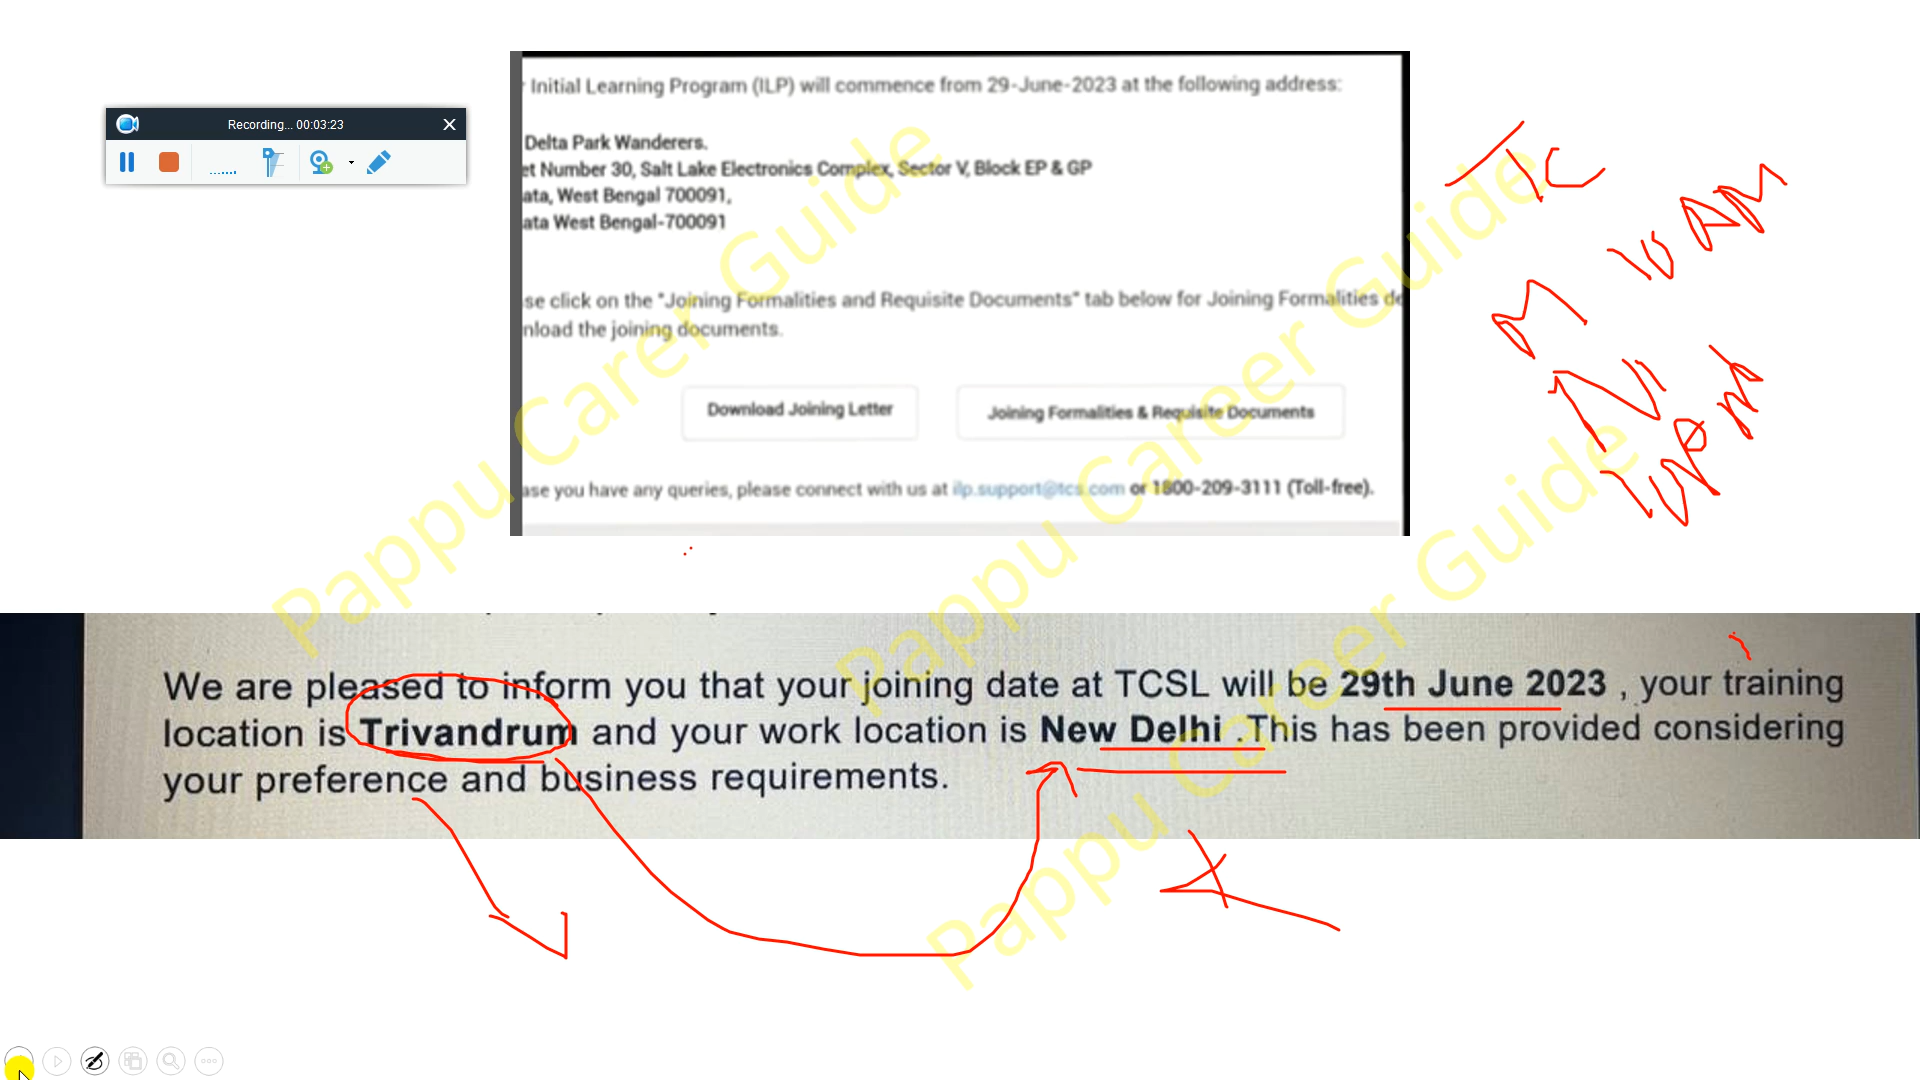 Recording... 00:03:23
Initial Learning Program (ILP) will commence from 29-June-2023 at the following address:
Delta Park Wanderers.
et Number 30, Salt Lake Electronics Complex, Sector V, Block EP & GP
ata, West Bengal 700091,
ata West Bengal-700091
se click on the "Joining Formalities and Requisite Documents" tab below for Joining Formalities de
nload the joining documents.
Download Joining Letter
Joining Formalities & Requisite Documents
ase you have any queries, please connect with us at ilp.support@tcs.com or 1800-209-3111 (Toll-free).
We are pleased to inform you that your joining date at TCSL will be 29th June 2023 , your training
location is Trivandrum and your work location is New Delhi .This has been provided considering
your preference and business requirements.
Pappu Carer Guide
Pappu Career Guide
Pappu Career Guide